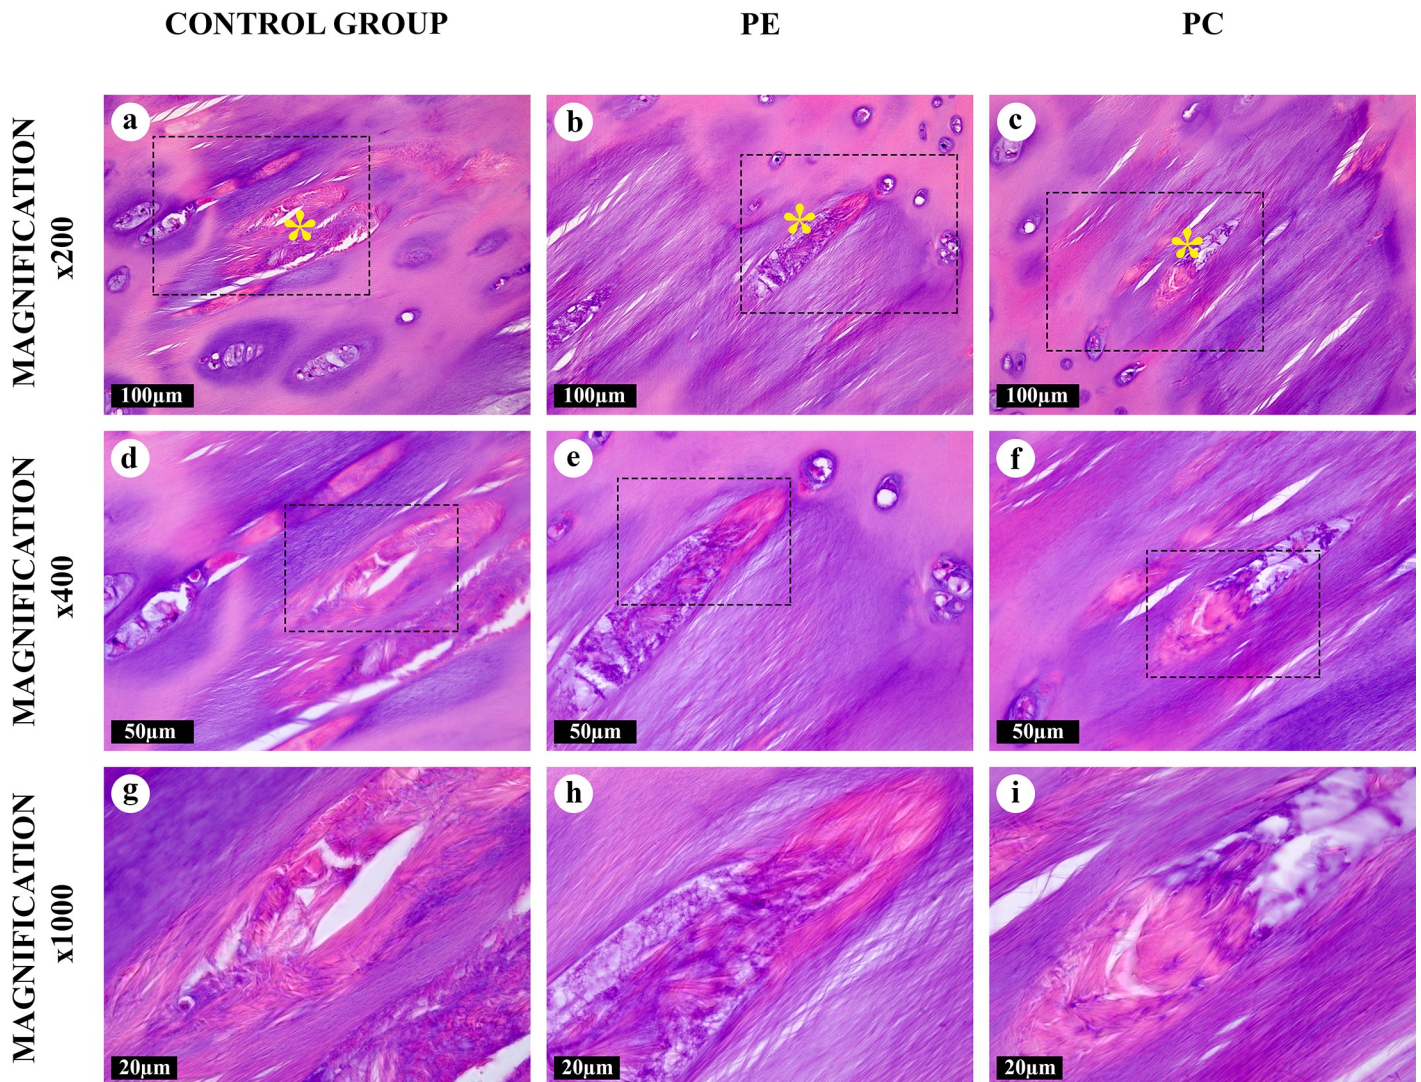 CONTROL GROUP
PE
PC
MAGNIFICATION
x200
a
b
c
100µm
100µm
100µm
MAGNIFICATION
x400
d
e
f
50µm
50µm
50µm
MAGNIFICATION
x1000
g
h
i
20µm
20µm
20µm